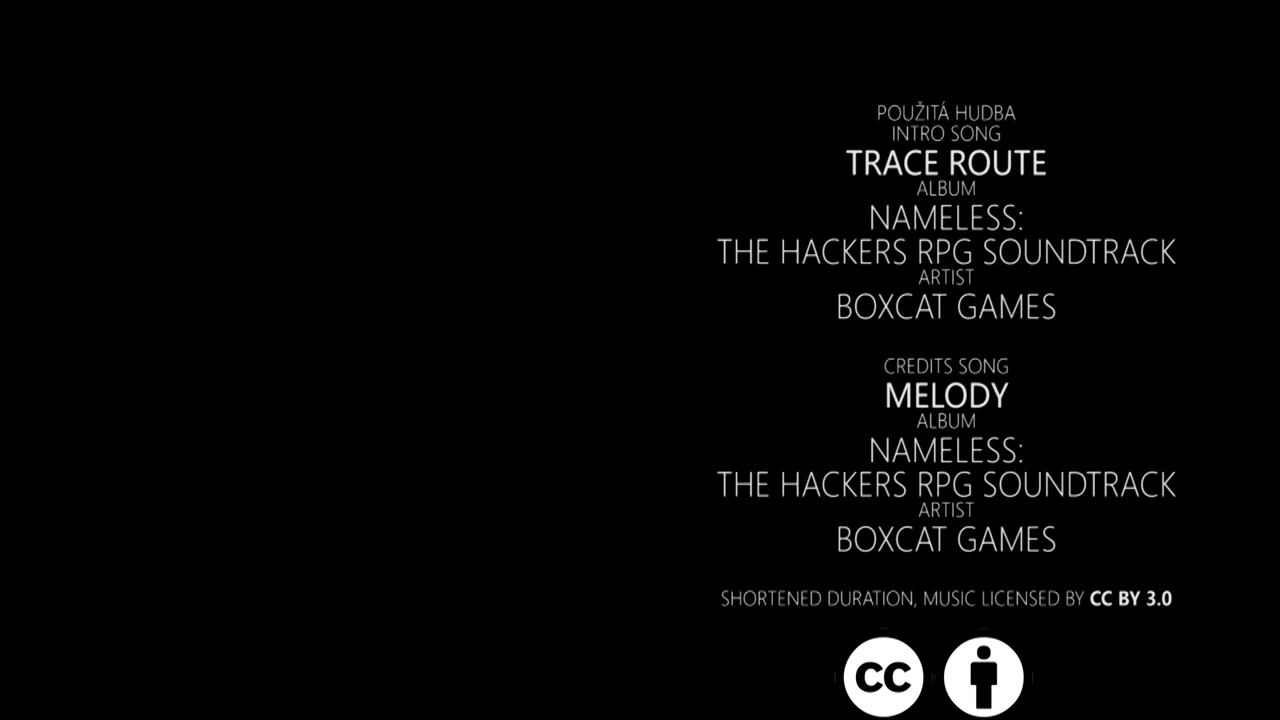 POUŽITÁ HUDBA
INTRO SONG
TRACE ROUTE
ALBUM
NAMELESS:
THE HACKERS RPG SOUNDTRACK
ARTIST
BOXCAT GAMES
CREDITS SONG
MELODY
ALBUM
NAMELESS:
THE HACKERS RPG SOUNDTRACK
ARTIST
BOXCAT GAMES
SHORTENED DURATION, MUSIC LICENSED BY CC BY 3.0
CC